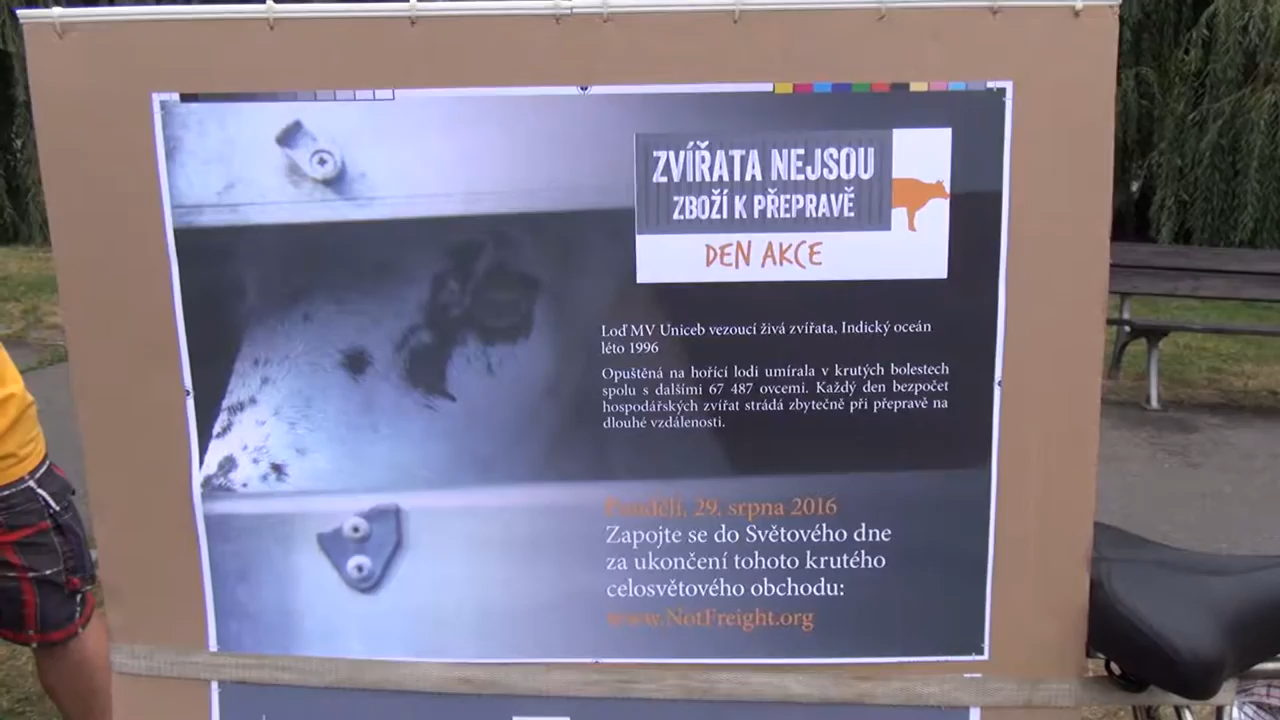 ZVÍŘATA NEJSOU
ZBOŽÍ K PŘEPRAVĚ
DEN AKCE
Loď MV Uniceb vezoucí živá zvířata, Indický oceán
léto 1996
Opuštěná na hořící lodi umírala v krutých bolestech
spolu s dalšími 67 487 ovcemi. Každý den bezpočet
hospodářských zvířat strádá zbytečně při přepravě na
dlouhé vzdálenosti.
Pondělí, 29. srpna 2016
Zapojte se do Světového dne
za ukončení tohoto krutého
celosvětového obchodu:
www.NotFreight.org